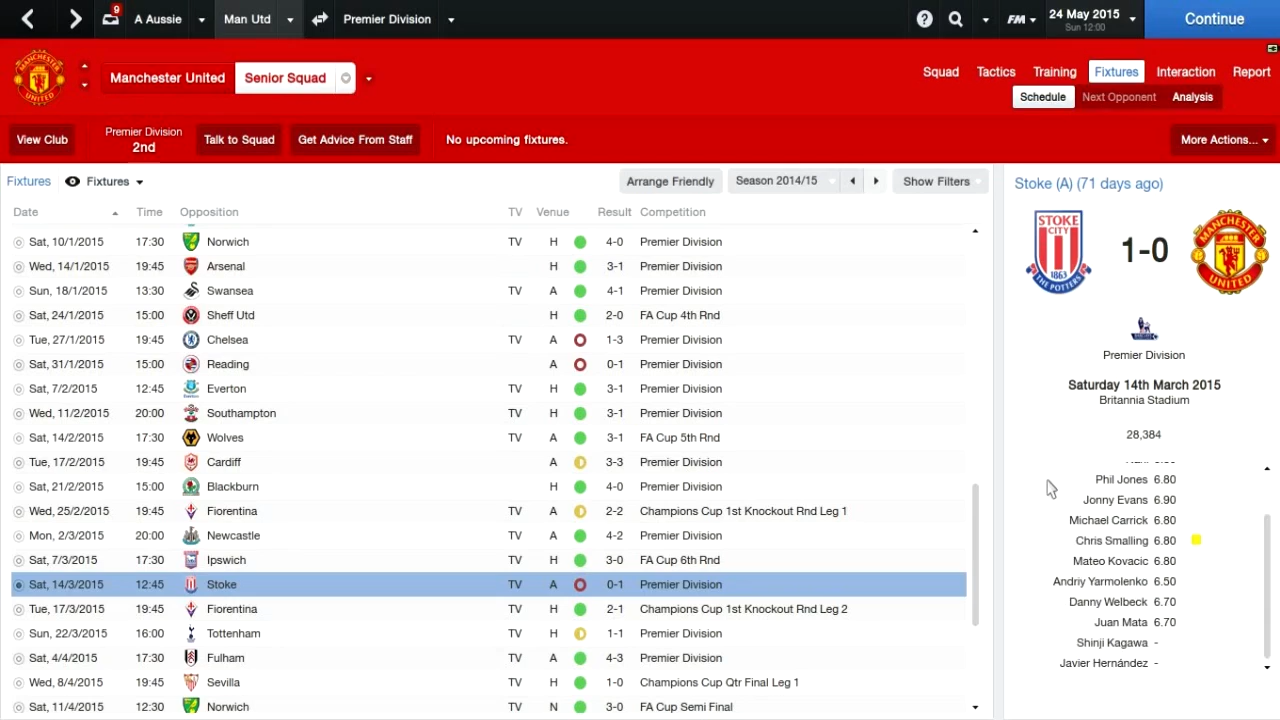 9 A Aussie Man Utd Premier Division ? FM 24 May 2015 Continue
Sun 12:00
Manchester United Senior Squad Squad Tactics Training Fixtures Interaction Report
Schedule Next Opponent Analysis
View Club Premier Division Talk to Squad Get Advice From Staff No upcoming fixtures. More Actions...
2nd
Fixtures Fixtures Arrange Friendly Season 2014/15 Show Filters
Date Time Opposition TV Venue Result Competition
Sat, 10/1/2015 17:30 Norwich TV H 4-0 Premier Division
Wed, 14/1/2015 19:45 Arsenal H 3-1 Premier Division
Sun, 18/1/2015 13:30 Swansea TV A 4-1 Premier Division
Sat, 24/1/2015 15:00 Sheff Utd H 2-0 FA Cup 4th Rnd
Tue, 27/1/2015 19:45 Chelsea TV A 1-3 Premier Division
Sat, 31/1/2015 15:00 Reading A 0-1 Premier Division
Sat, 7/2/2015 12:45 Everton TV H 3-1 Premier Division
Wed, 11/2/2015 20:00 Southampton TV H 3-1 Premier Division
Sat, 14/2/2015 17:30 Wolves TV A 3-1 FA Cup 5th Rnd
Tue, 17/2/2015 19:45 Cardiff A 3-3 Premier Division
Sat, 21/2/2015 15:00 Blackburn H 4-0 Premier Division
Wed, 25/2/2015 19:45 Fiorentina TV A 2-2 Champions Cup 1st Knockout Rnd Leg 1
Mon, 2/3/2015 20:00 Newcastle TV A 4-2 Premier Division
Sat, 7/3/2015 17:30 Ipswich TV H 3-0 FA Cup 6th Rnd
Sat, 14/3/2015 12:45 Stoke TV A 0-1 Premier Division
Tue, 17/3/2015 19:45 Fiorentina TV H 2-1 Champions Cup 1st Knockout Rnd Leg 2
Sun, 22/3/2015 16:00 Tottenham TV H 1-1 Premier Division
Sat, 4/4/2015 17:30 Fulham TV A 4-3 Premier Division
Wed, 8/4/2015 19:45 Sevilla TV H 1-0 Champions Cup Qtr Final Leg 1
Sat, 11/4/2015 12:30 Norwich TV N 3-0 FA Cup Semi Final
Stoke (A) (71 days ago)
STOKE CITY 1863 THE POTTERS 1-0 MANCHESTER UNITED
Premier Division
Saturday 14th March 2015
Britannia Stadium
28,384
Phil Jones 6.80
Jonny Evans 6.90
Michael Carrick 6.80
Chris Smalling 6.80
Mateo Kovacic 6.80
Andriy Yarmolenko 6.50
Danny Welbeck 6.70
Juan Mata 6.70
Shinji Kagawa -
Javier Hernández -